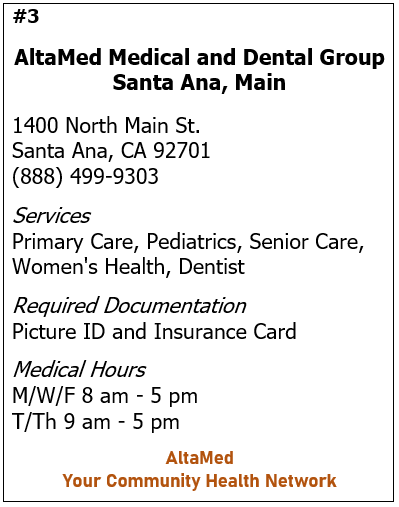 #3
AltaMed Medical and Dental Group
Santa Ana, Main
1400 North Main St.
Santa Ana, CA 92701
(888) 499-9303
Services
Primary Care, Pediatrics, Senior Care,
Women's Health, Dentist
Required Documentation
Picture ID and Insurance Card
Medical Hours
M/W/F 8 am - 5 pm
T/Th 9 am - 5 pm
AltaMed
Your Community Health Network